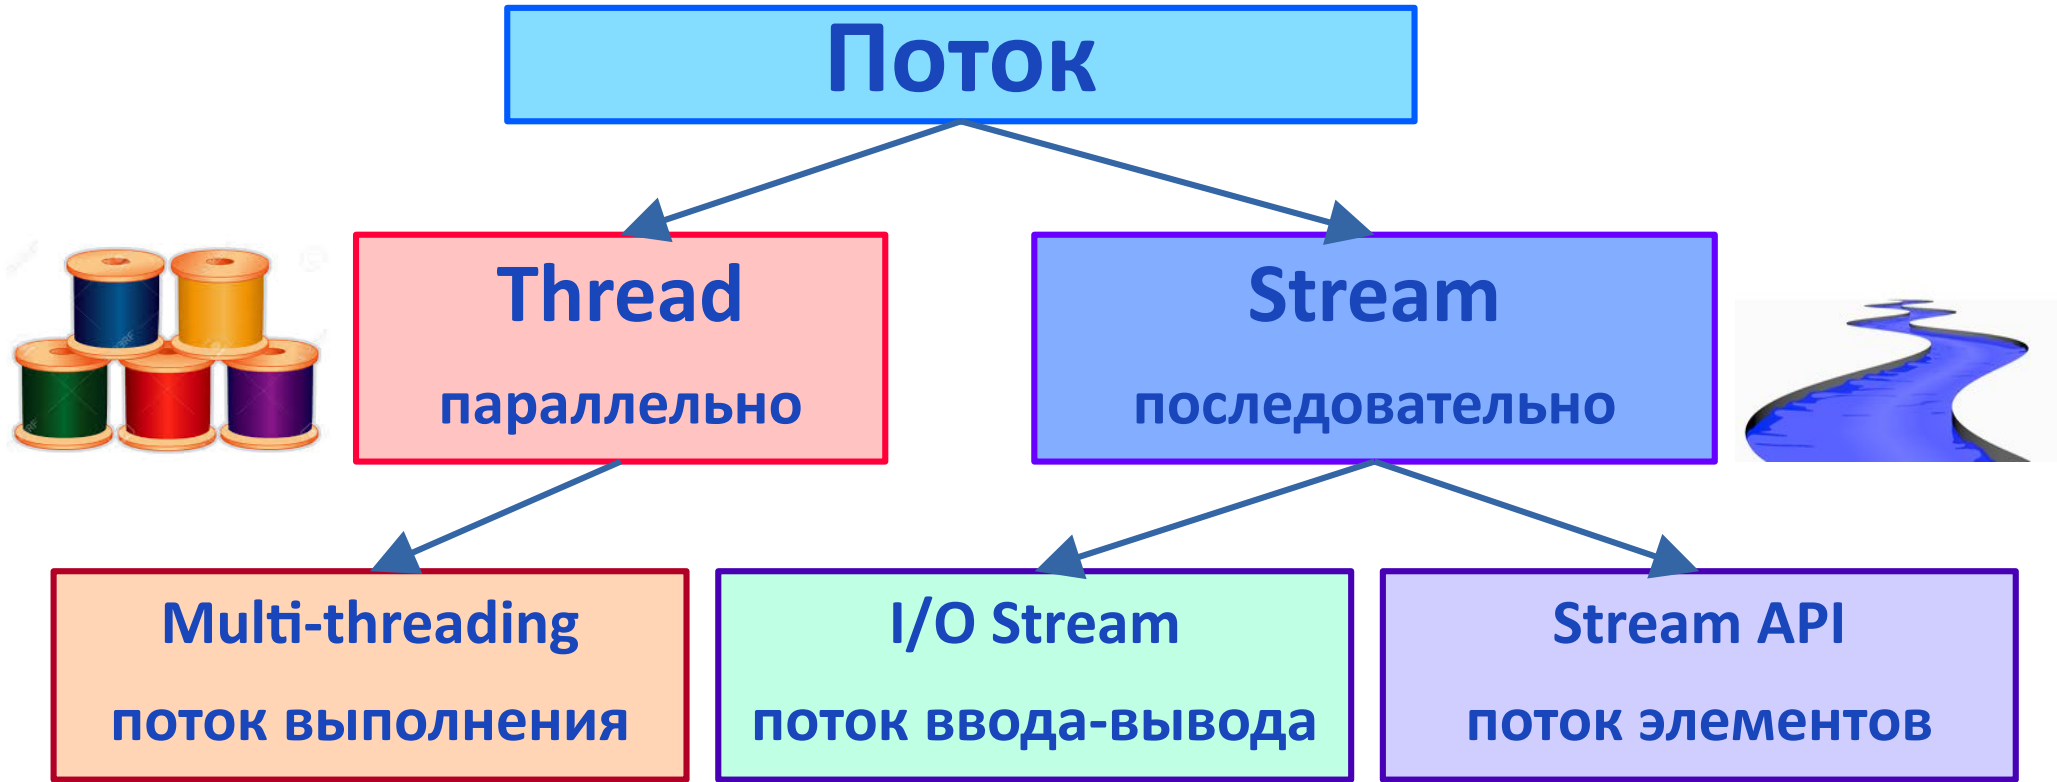 Поток
Thread
параллельно
Stream
последовательно
Multi-threading
поток выполнения
I/O Stream
поток ввода-вывода
Stream API
поток элементов